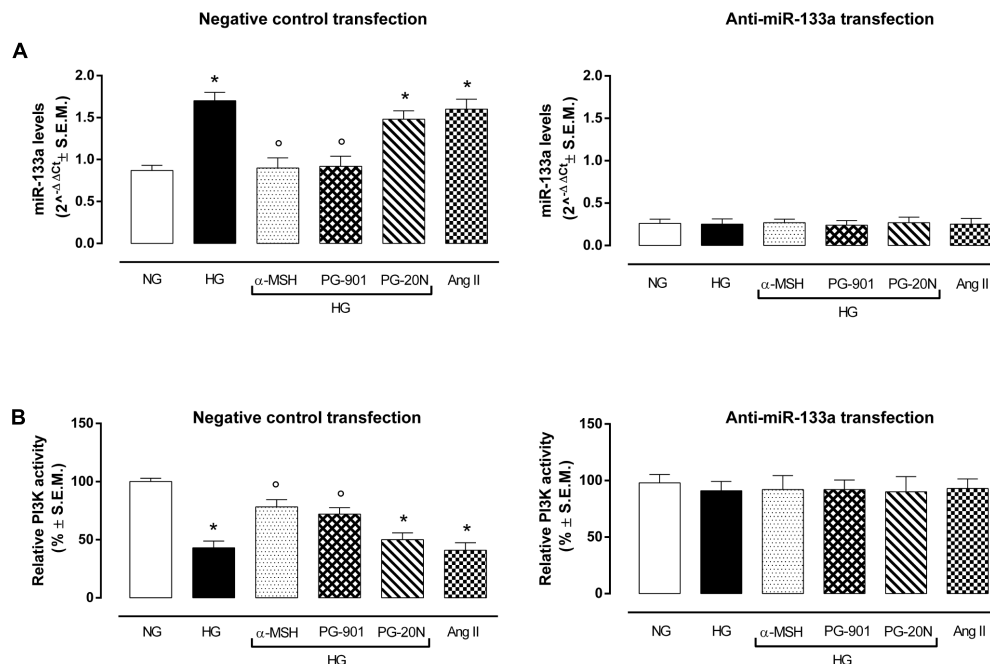 Negative control transfection
Anti-miR-133a transfection
A
miR-133a levels
(2^-ΔΔCt ± S.E.M.)
2.0
1.5
1.0
0.5
0.0
* ° ° * *
NG HG α-MSH PG-901 PG-20N Ang II
HG
miR-133a levels
(2^-ΔΔCt ± S.E.M.)
2.0
1.5
1.0
0.5
0.0
NG HG α-MSH PG-901 PG-20N Ang II
HG
B
Negative control transfection
Relative PI3K activity
(% ± S.E.M.)
150
100
50
0
* ° ° * *
NG HG α-MSH PG-901 PG-20N Ang II
HG
Anti-miR-133a transfection
Relative PI3K activity
(% ± S.E.M.)
150
100
50
0
NG HG α-MSH PG-901 PG-20N Ang II
HG